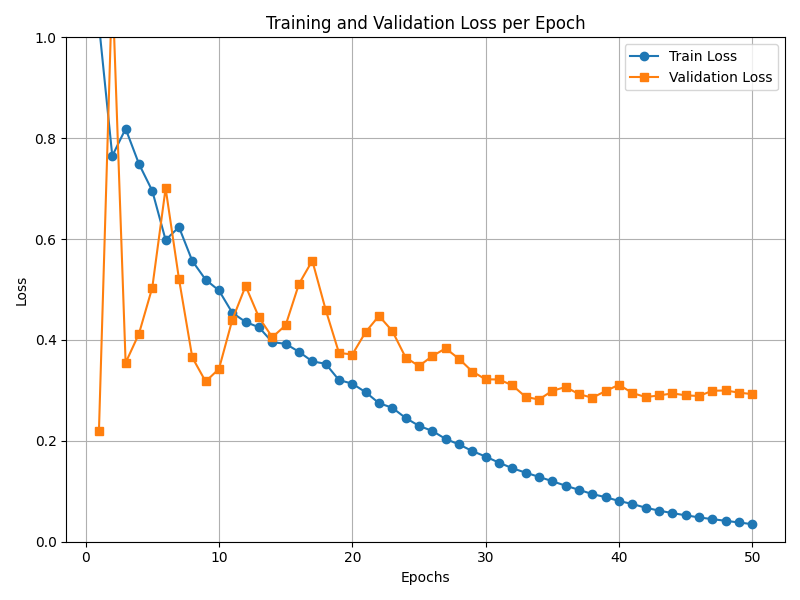 Training and Validation Loss per Epoch
Train Loss
Validation Loss
1.0
0.8
0.6
0.4
0.2
0.0
Loss
0 10 20 30 40 50
Epochs